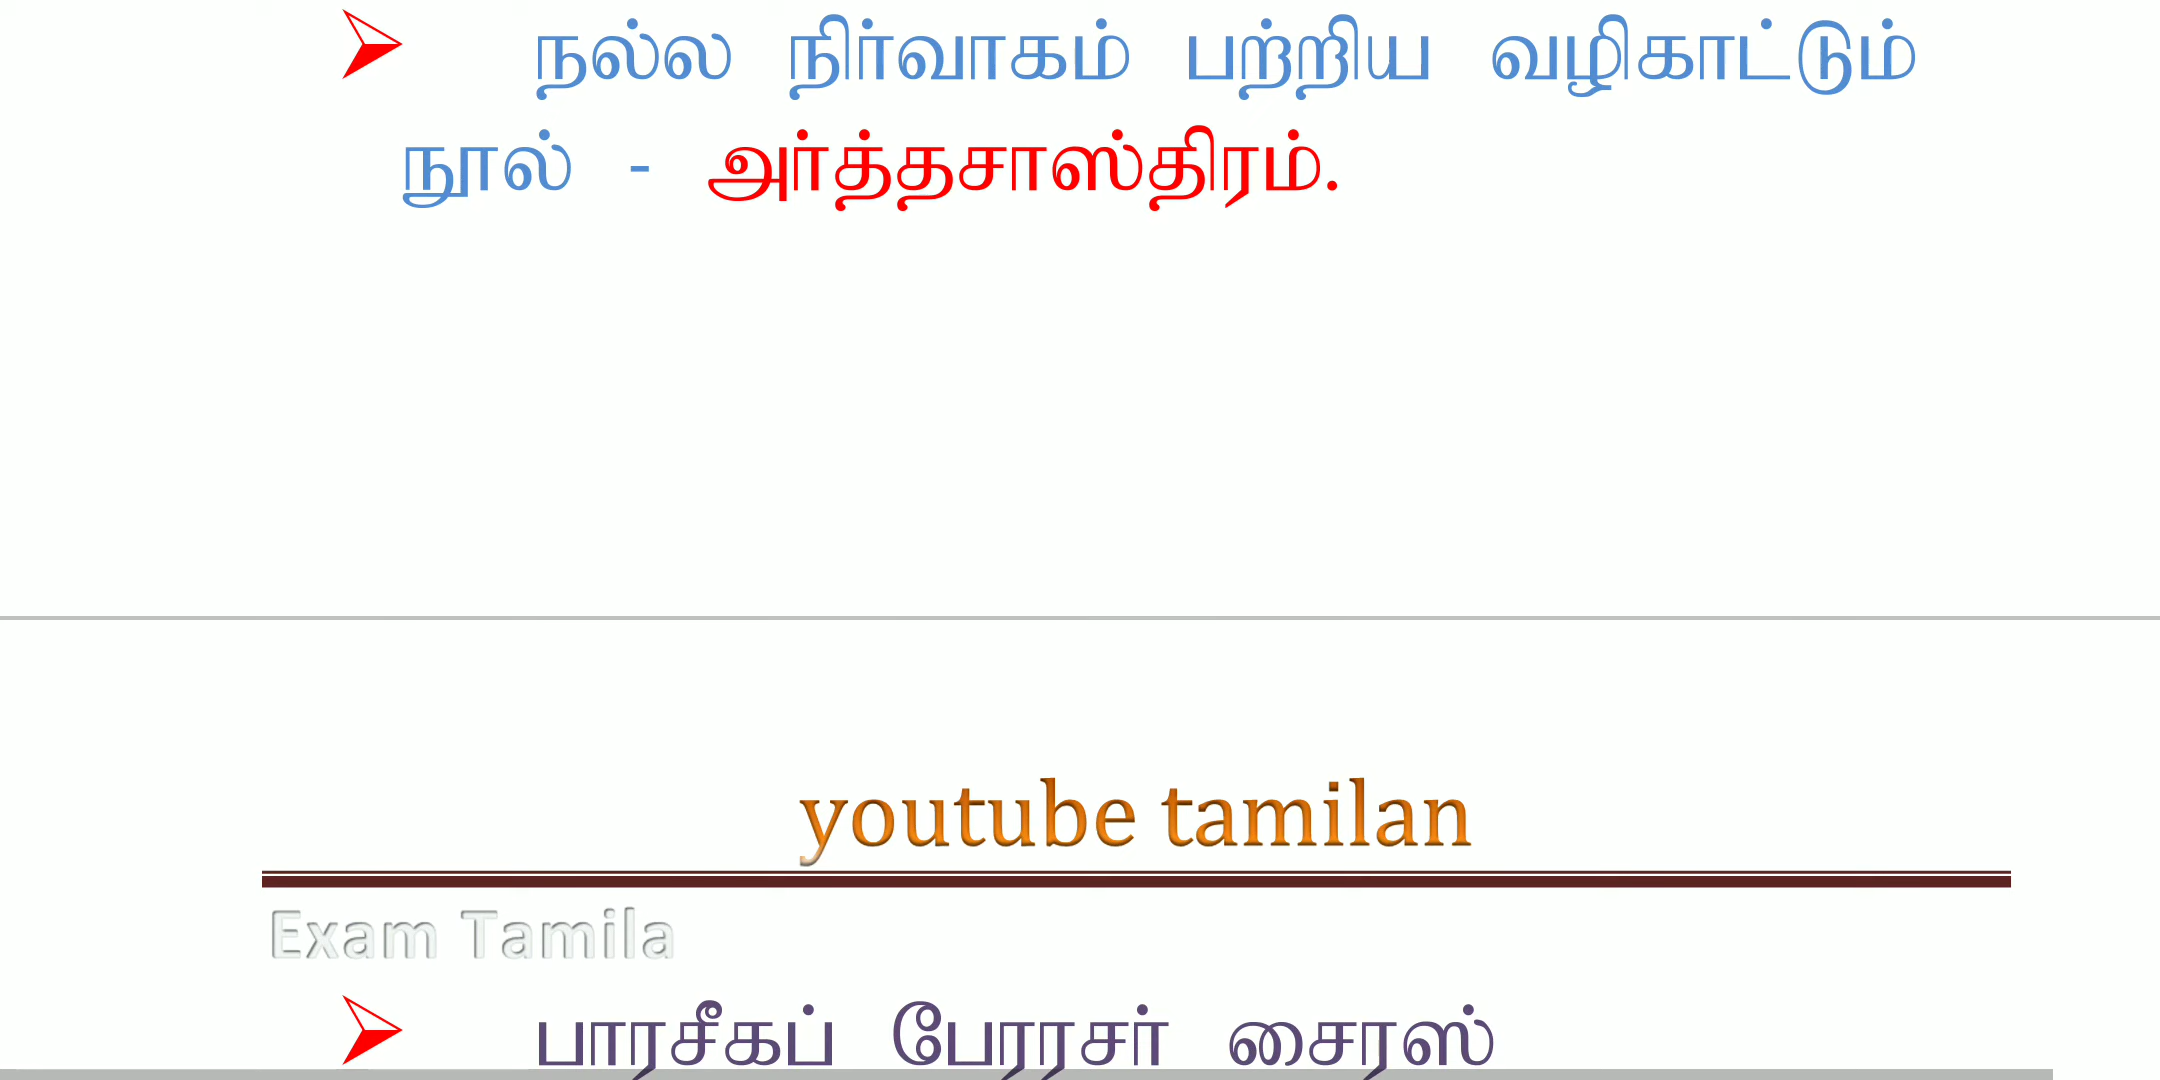 நல்ல நிர்வாகம் பற்றிய வழிகாட்டும்
நூல் - அர்த்தசாஸ்திரம்.
youtube tamilan
Exam Tamila
பாரசீகப் பேரரசர் சைரஸ்